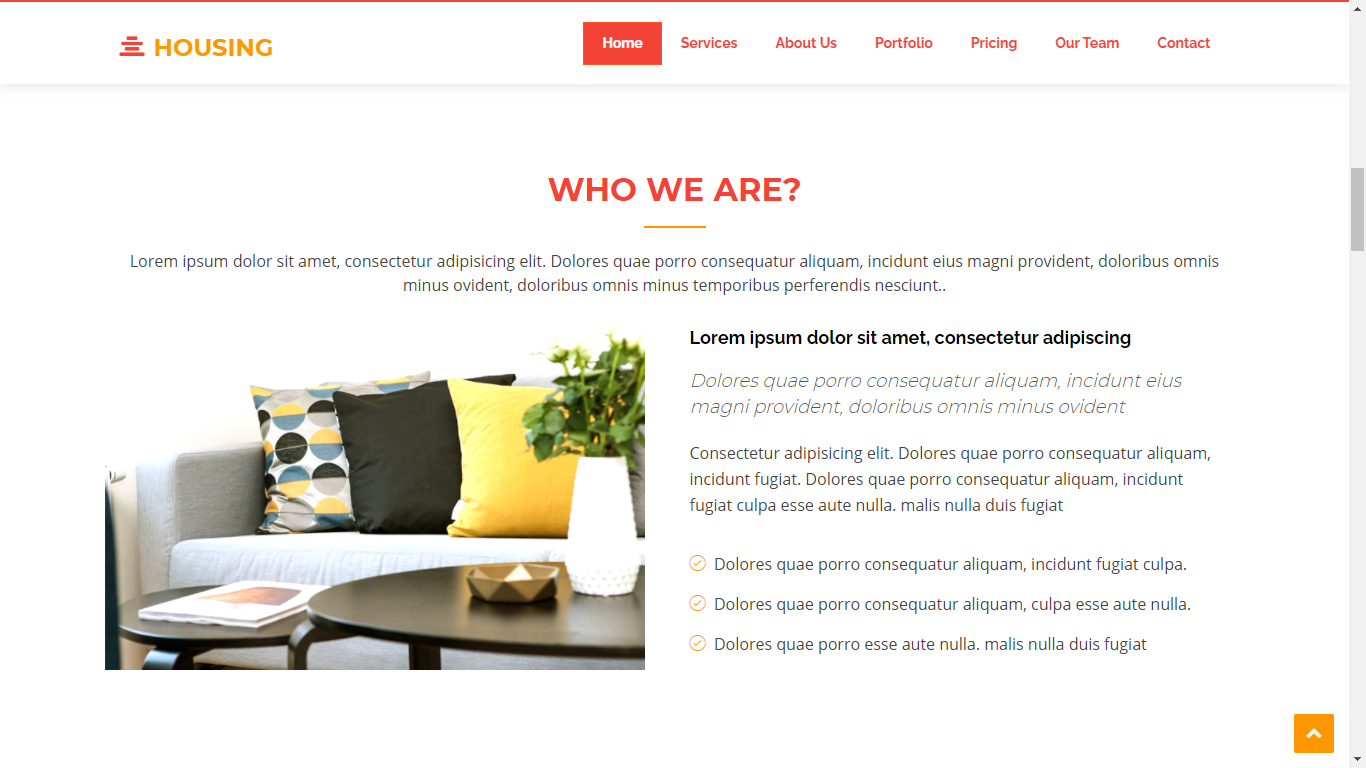 HOUSING
Home
Services
About Us
Portfolio
Pricing
Our Team
Contact
WHO WE ARE?
Lorem ipsum dolor sit amet, consectetur adipisicing elit. Dolores quae porro consequatur aliquam, incidunt eius magni provident, doloribus omnis
minus ovident, doloribus omnis minus temporibus perferendis nesciunt..
Lorem ipsum dolor sit amet, consectetur adipiscing
Dolores quae porro consequatur aliquam, incidunt eius
magni provident, doloribus omnis minus ovident
Consectetur adipisicing elit. Dolores quae porro consequatur aliquam,
incidunt fugiat. Dolores quae porro consequatur aliquam, incidunt
fugiat culpa esse aute nulla. malis nulla duis fugiat
Dolores quae porro consequatur aliquam, incidunt fugiat culpa.
Dolores quae porro consequatur aliquam, culpa esse aute nulla.
Dolores quae porro esse aute nulla. malis nulla duis fugiat